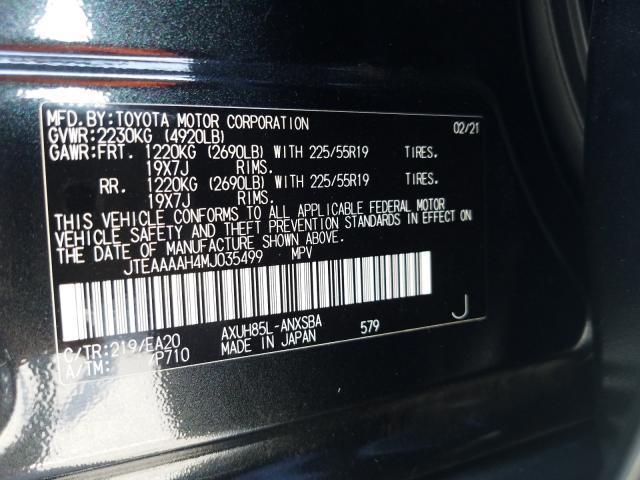 MFD.BY:TOYOTA MOTOR CORPORATION 02/21
GVWR:2230KG (4920LB)
GAWR:FRT. 1220KG (2690LB) WITH 225/55R19 TIRES.
19X7J RIMS.
RR. 1220KG (2690LB) WITH 225/55R19 TIRES.
19X7J RIMS.
THIS VEHICLE CONFORMS TO ALL APPLICABLE FEDERAL MOTOR
VEHICLE SAFETY AND THEFT PREVENTION STANDARDS IN EFFECT ON
THE DATE OF MANUFACTURE SHOWN ABOVE.
JTEAAAAH4MJ035499 MPV
C/TR:219/EA20 AXUH85L-ANXSBA 579 J
A/TM: /P710 MADE IN JAPAN